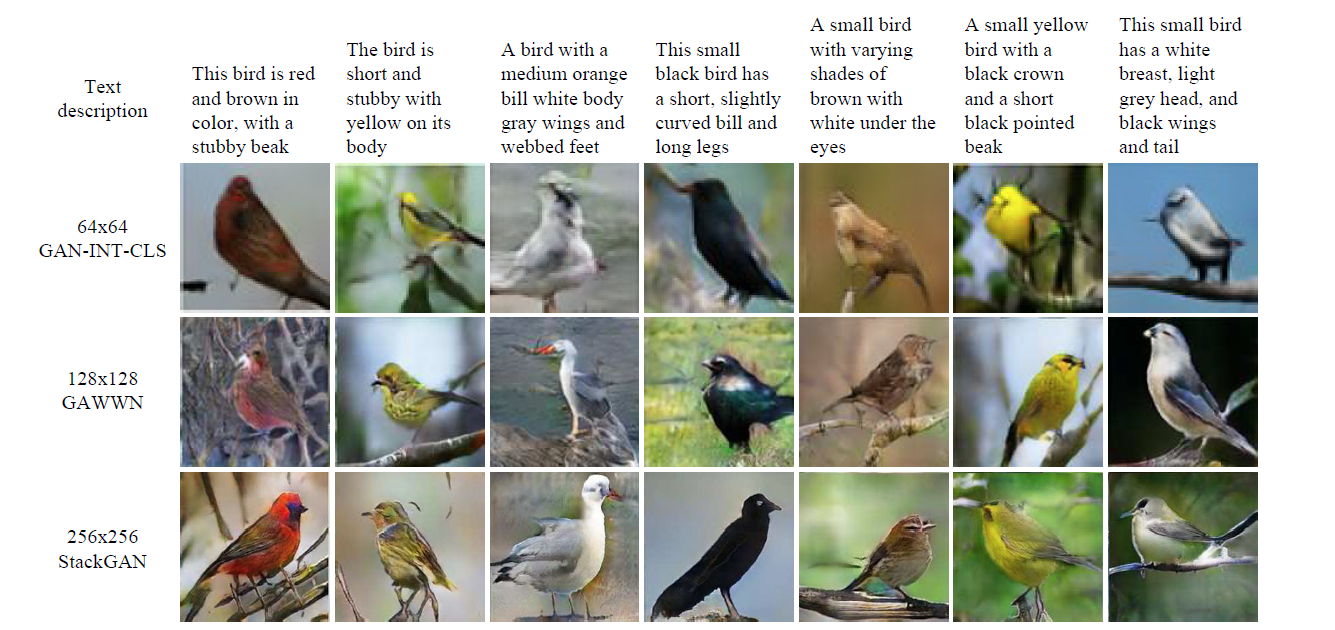 Text
description
This bird is red
and brown in
color, with a
stubby beak
The bird is
short and
stubby with
yellow on its
body
A bird with a
medium orange
bill white body
gray wings and
webbed feet
This small
black bird has
a short, slightly
curved bill and
long legs
A small bird
with varying
shades of
brown with
white under the
eyes
A small yellow
bird with a
black crown
and a short
black pointed
beak
This small bird
has a white
breast, light
grey head, and
black wings
and tail
64x64
GAN-INT-CLS
128x128
GAWWN
256x256
StackGAN